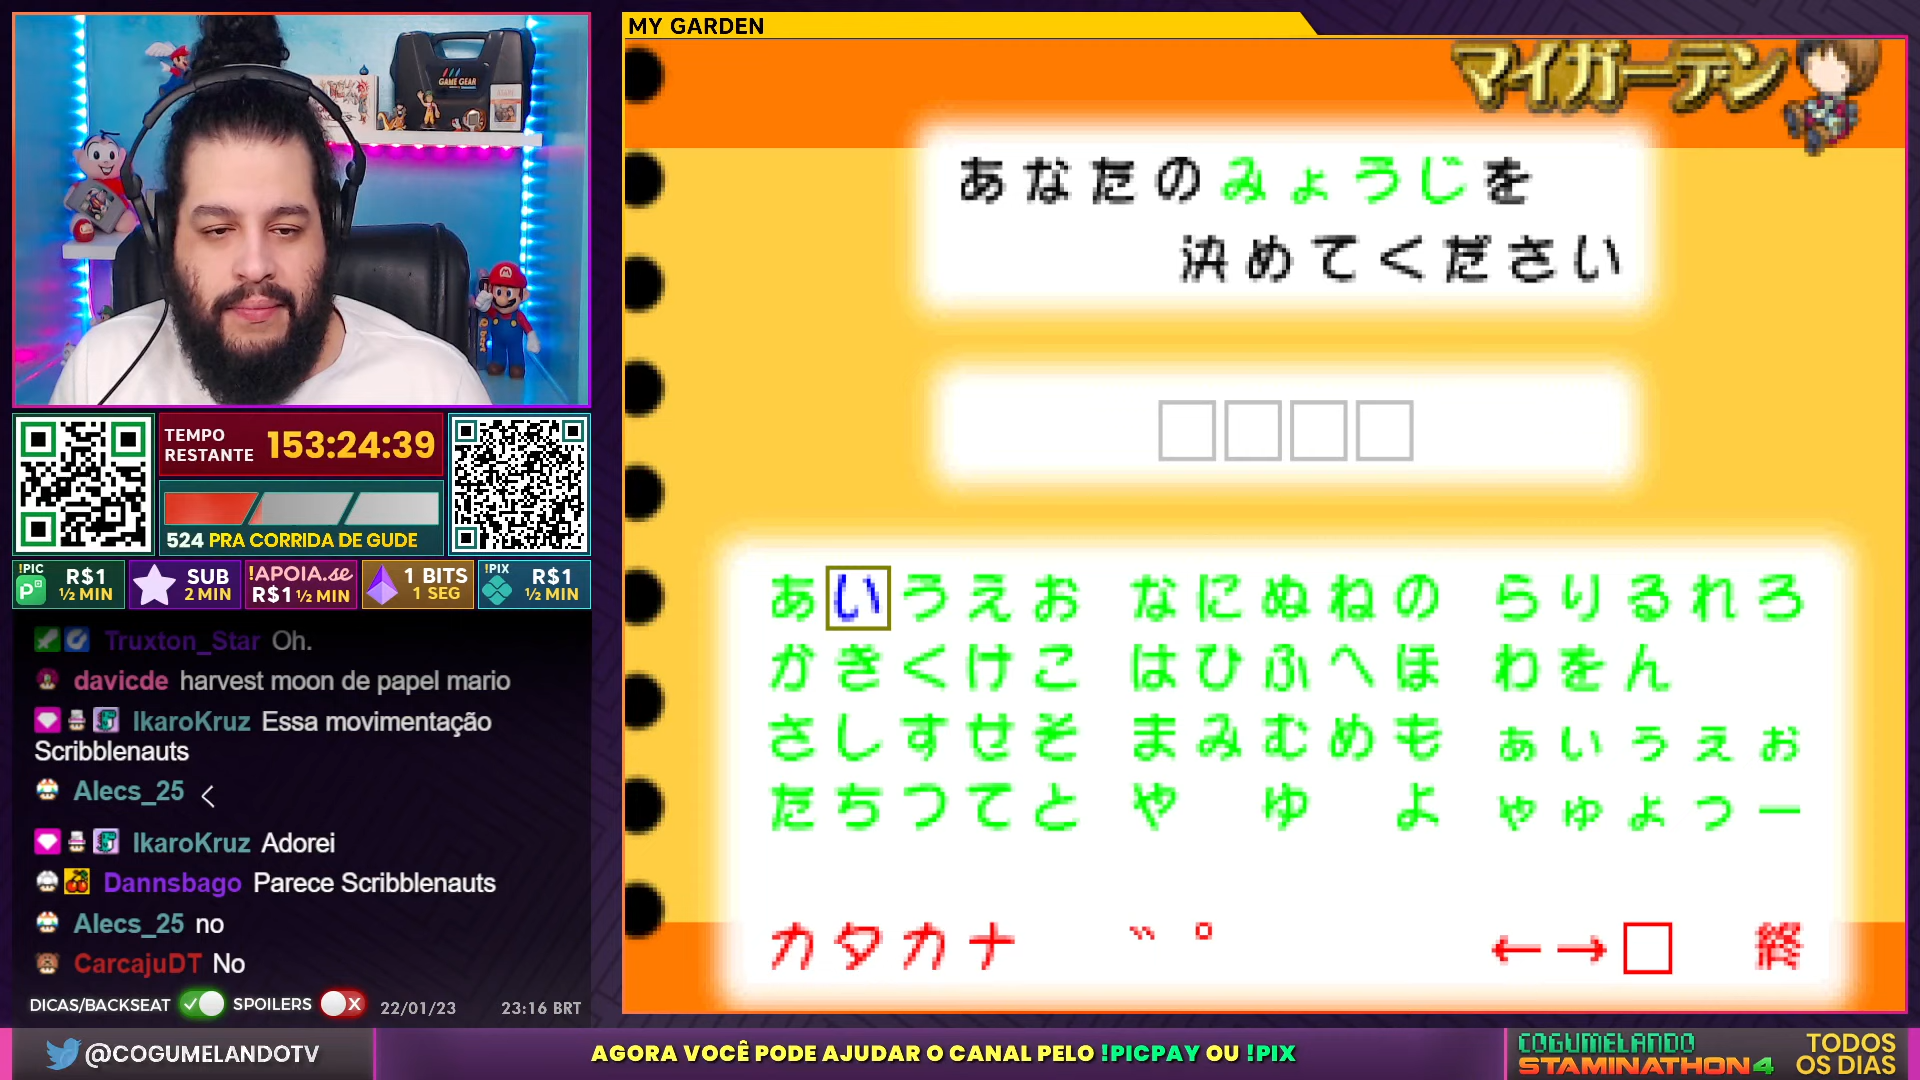 MY GARDEN
マイガーデン
あなたのみょうじを
決めてください
あいうえお なにぬねの らりるれろ
かきくけこ はひふへほ わをん
さしすせそ まみむめも ぁぃぅぇぉ
たちつてと や ゆ よ ゃゅょっー
カタカナ ゛ ゜ ←→□ 終
GAME GEAR
TEMPO
RESTANTE 153:24:39
524 PRA CORRIDA DE GUDE
!PIC R$1 ½ MIN
SUB 2 MIN
!APOIA.se R$1 ½ MIN
1 BITS 1 SEG
!PIX R$1 ½ MIN
Truxton_Star Oh.
davicde harvest moon de papel mario
IkaroKruz Essa movimentação
Scribblenauts
Alecs_25 <
IkaroKruz Adorei
Dannsbago Parece Scribblenauts
Alecs_25 no
CarcajuDT No
DICAS/BACKSEAT SPOILERS X 22/01/23 23:16 BRT
@COGUMELANDOTV
AGORA VOCÊ PODE AJUDAR O CANAL PELO !PICPAY OU !PIX
COGUMELANDO
STAMINATHON 4
TODOS
OS DIAS